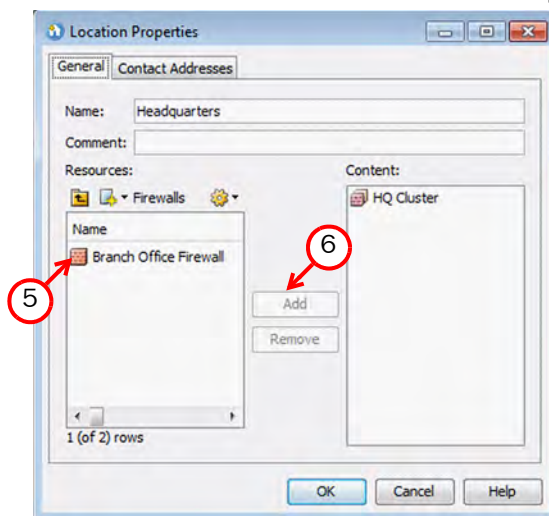 Location Properties
General Contact Addresses
Name: Headquarters
Comment:
Resources: Content:
Firewalls
HQ Cluster
Name
Branch Office Firewall
5
6
Add
Remove
1 (of 2) rows
OK Cancel Help